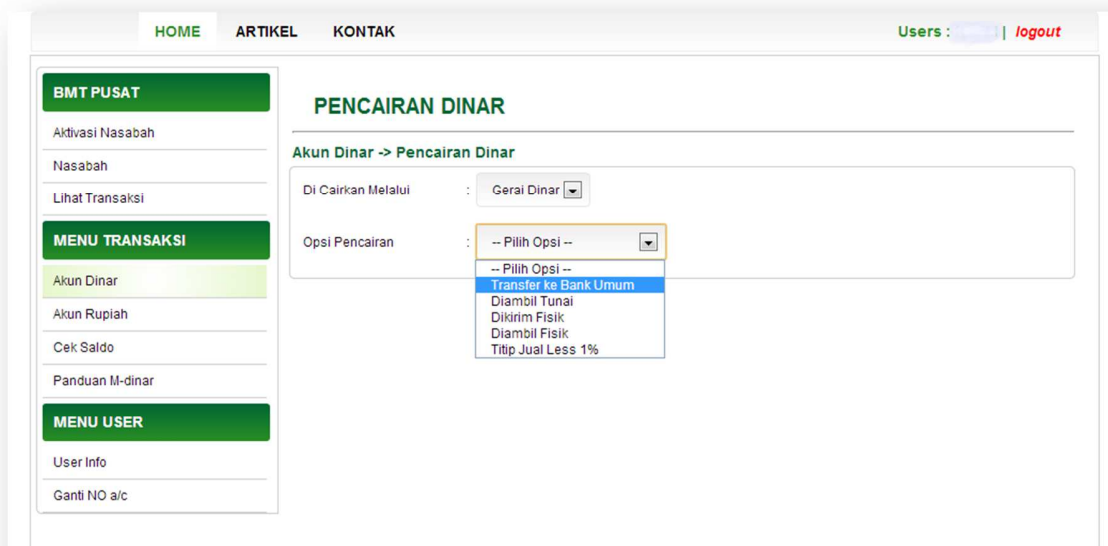 HOME ARTIKEL KONTAK Users : | logout
BMT PUSAT
Aktivasi Nasabah
Nasabah
Lihat Transaksi
MENU TRANSAKSI
Akun Dinar
Akun Rupiah
Cek Saldo
Panduan M-dinar
MENU USER
User Info
Ganti NO a/c
PENCAIRAN DINAR
Akun Dinar -> Pencairan Dinar
Di Cairkan Melalui : Gerai Dinar
Opsi Pencairan : -- Pilih Opsi --
-- Pilih Opsi --
Transfer ke Bank Umum
Diambil Tunai
Dikirim Fisik
Diambil Fisik
Titip Jual Less 1%